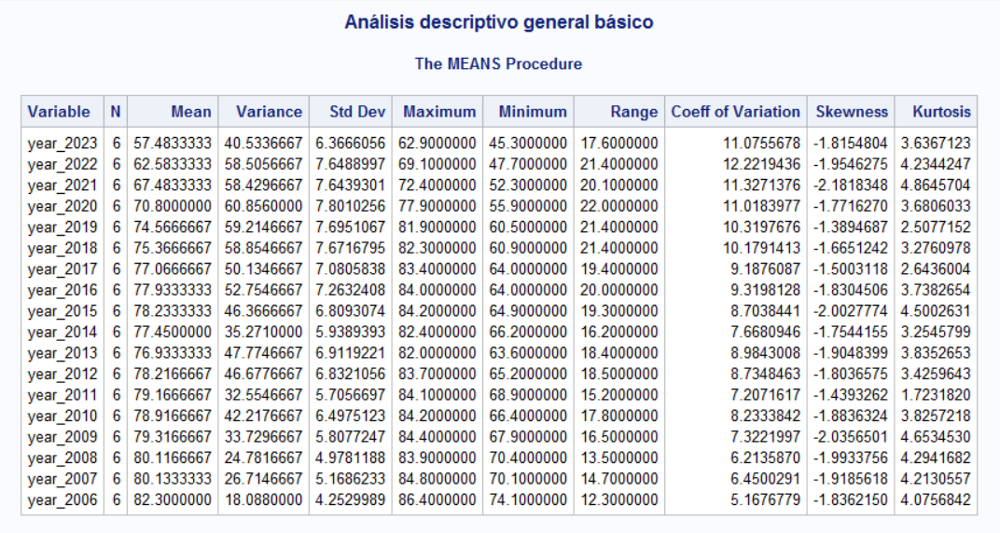 Análisis descriptivo general básico
The MEANS Procedure
Variable N Mean Variance Std Dev Maximum Minimum Range Coeff of Variation Skewness Kurtosis
year_2023 6 57.4833333 40.5336667 6.3666056 62.9000000 45.3000000 17.6000000 11.0755678 -1.8154804 3.6367123
year_2022 6 62.5833333 58.5056667 7.6488997 69.1000000 47.7000000 21.4000000 12.2219436 -1.9546275 4.2344247
year_2021 6 67.4833333 58.4296667 7.6439301 72.4000000 52.3000000 20.1000000 11.3271376 -2.1818348 4.8645704
year_2020 6 70.8000000 60.8560000 7.8010256 77.9000000 55.9000000 22.0000000 11.0183977 -1.7716270 3.6806033
year_2019 6 74.5666667 59.2146667 7.6951067 81.9000000 60.5000000 21.4000000 10.3197676 -1.3894687 2.5077152
year_2018 6 75.3666667 58.8546667 7.6716795 82.3000000 60.9000000 21.4000000 10.1791413 -1.6651242 3.2760978
year_2017 6 77.0666667 50.1346667 7.0805838 83.4000000 64.0000000 19.4000000 9.1876087 -1.5003118 2.6436004
year_2016 6 77.9333333 52.7546667 7.2632408 84.0000000 64.0000000 20.0000000 9.3198128 -1.8304506 3.7382654
year_2015 6 78.2333333 46.3666667 6.8093074 84.2000000 64.9000000 19.3000000 8.7038441 -2.0027774 4.5002631
year_2014 6 77.4500000 35.2710000 5.9389393 82.4000000 66.2000000 16.2000000 7.6680946 -1.7544155 3.2545799
year_2013 6 76.9333333 47.7746667 6.9119221 82.0000000 63.6000000 18.4000000 8.9843008 -1.9048399 3.8352653
year_2012 6 78.2166667 46.6776667 6.8321056 83.7000000 65.2000000 18.5000000 8.7348463 -1.8036575 3.4259643
year_2011 6 79.1666667 32.5546667 5.7056697 84.1000000 68.9000000 15.2000000 7.2071617 -1.4393262 1.7231820
year_2010 6 78.9166667 42.2176667 6.4975123 84.2000000 66.4000000 17.8000000 8.2333842 -1.8836324 3.8257218
year_2009 6 79.3166667 33.7296667 5.8077247 84.4000000 67.9000000 16.5000000 7.3221997 -2.0356501 4.6534530
year_2008 6 80.1166667 24.7816667 4.9781188 83.9000000 70.4000000 13.5000000 6.2135870 -1.9933756 4.2941682
year_2007 6 80.1333333 26.7146667 5.1686233 84.8000000 70.1000000 14.7000000 6.4500291 -1.9185618 4.2130557
year_2006 6 82.3000000 18.0880000 4.2529989 86.4000000 74.1000000 12.3000000 5.1676779 -1.8362150 4.0756842